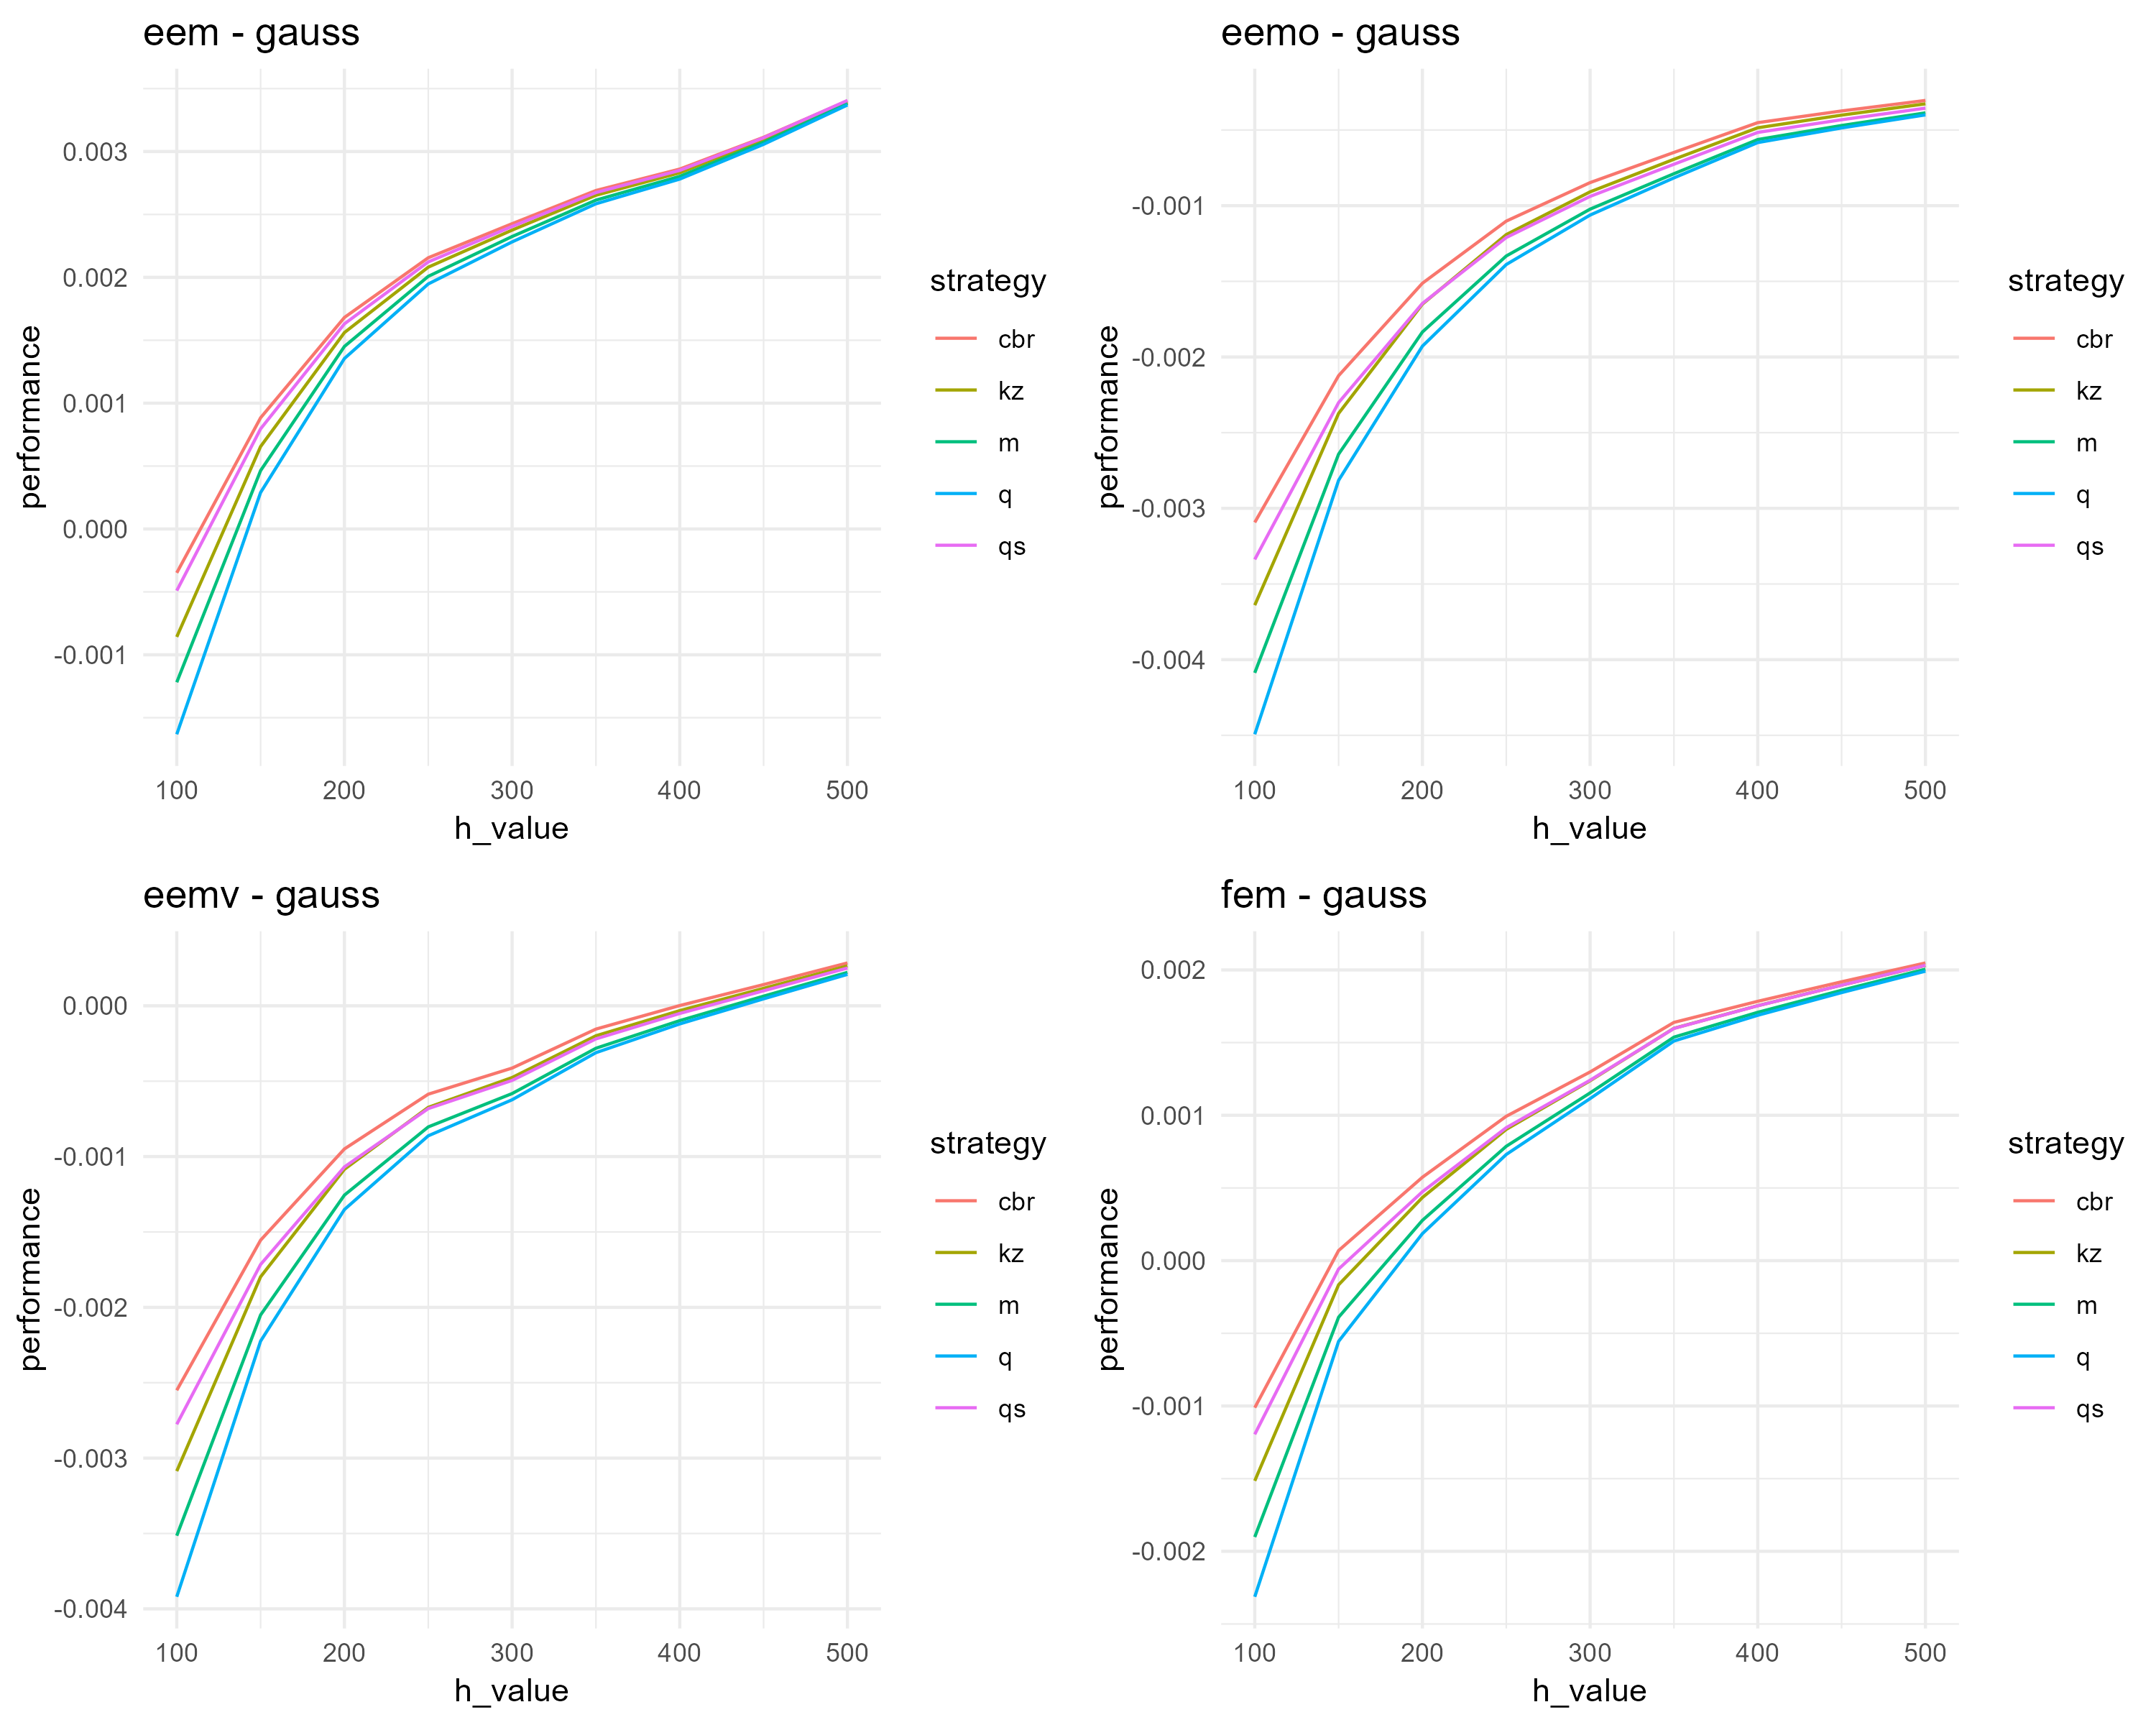 eem - gauss
performance
0.003
0.002
0.001
0.000
-0.001
100 200 300 400 500
h_value
strategy
cbr
kz
m
q
qs
eemo - gauss
performance
-0.001
-0.002
-0.003
-0.004
100 200 300 400 500
h_value
strategy
cbr
kz
m
q
qs
eemv - gauss
performance
0.000
-0.001
-0.002
-0.003
-0.004
100 200 300 400 500
h_value
strategy
cbr
kz
m
q
qs
fem - gauss
performance
0.002
0.001
0.000
-0.001
-0.002
100 200 300 400 500
h_value
strategy
cbr
kz
m
q
qs